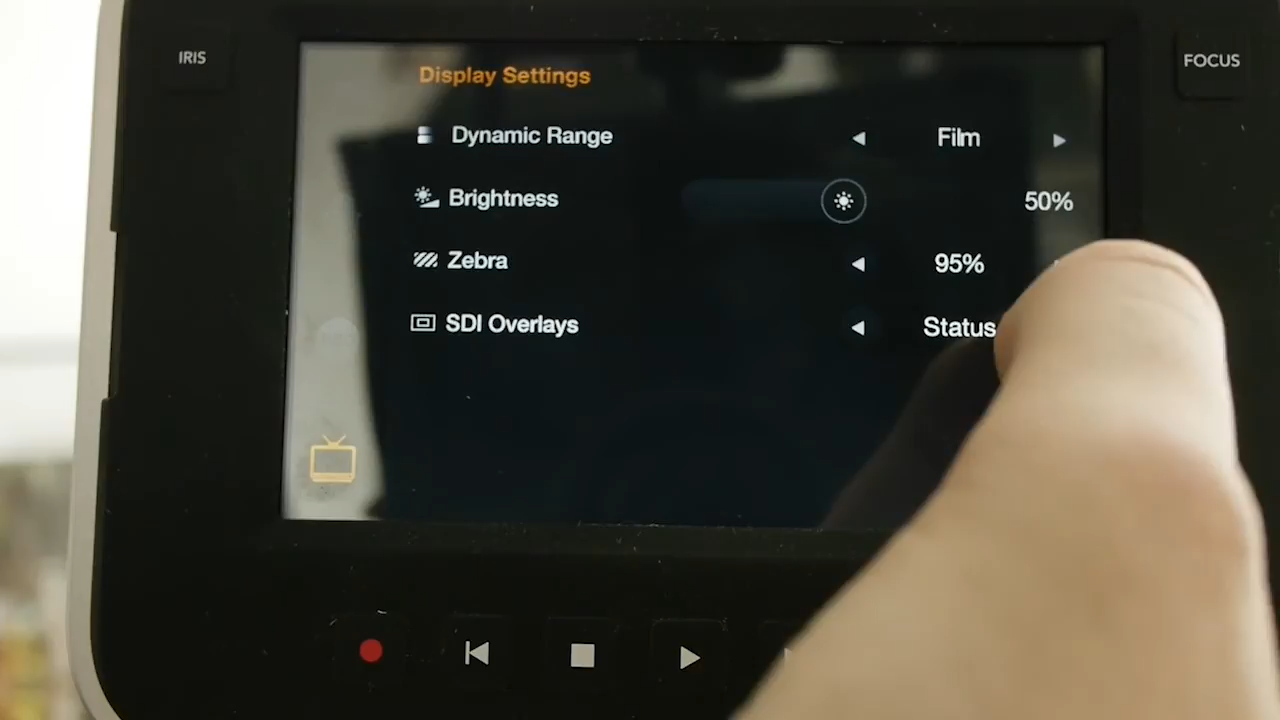 IRIS
FOCUS
Display Settings
Dynamic Range Film
Brightness 50%
Zebra 95%
SDI Overlays Status